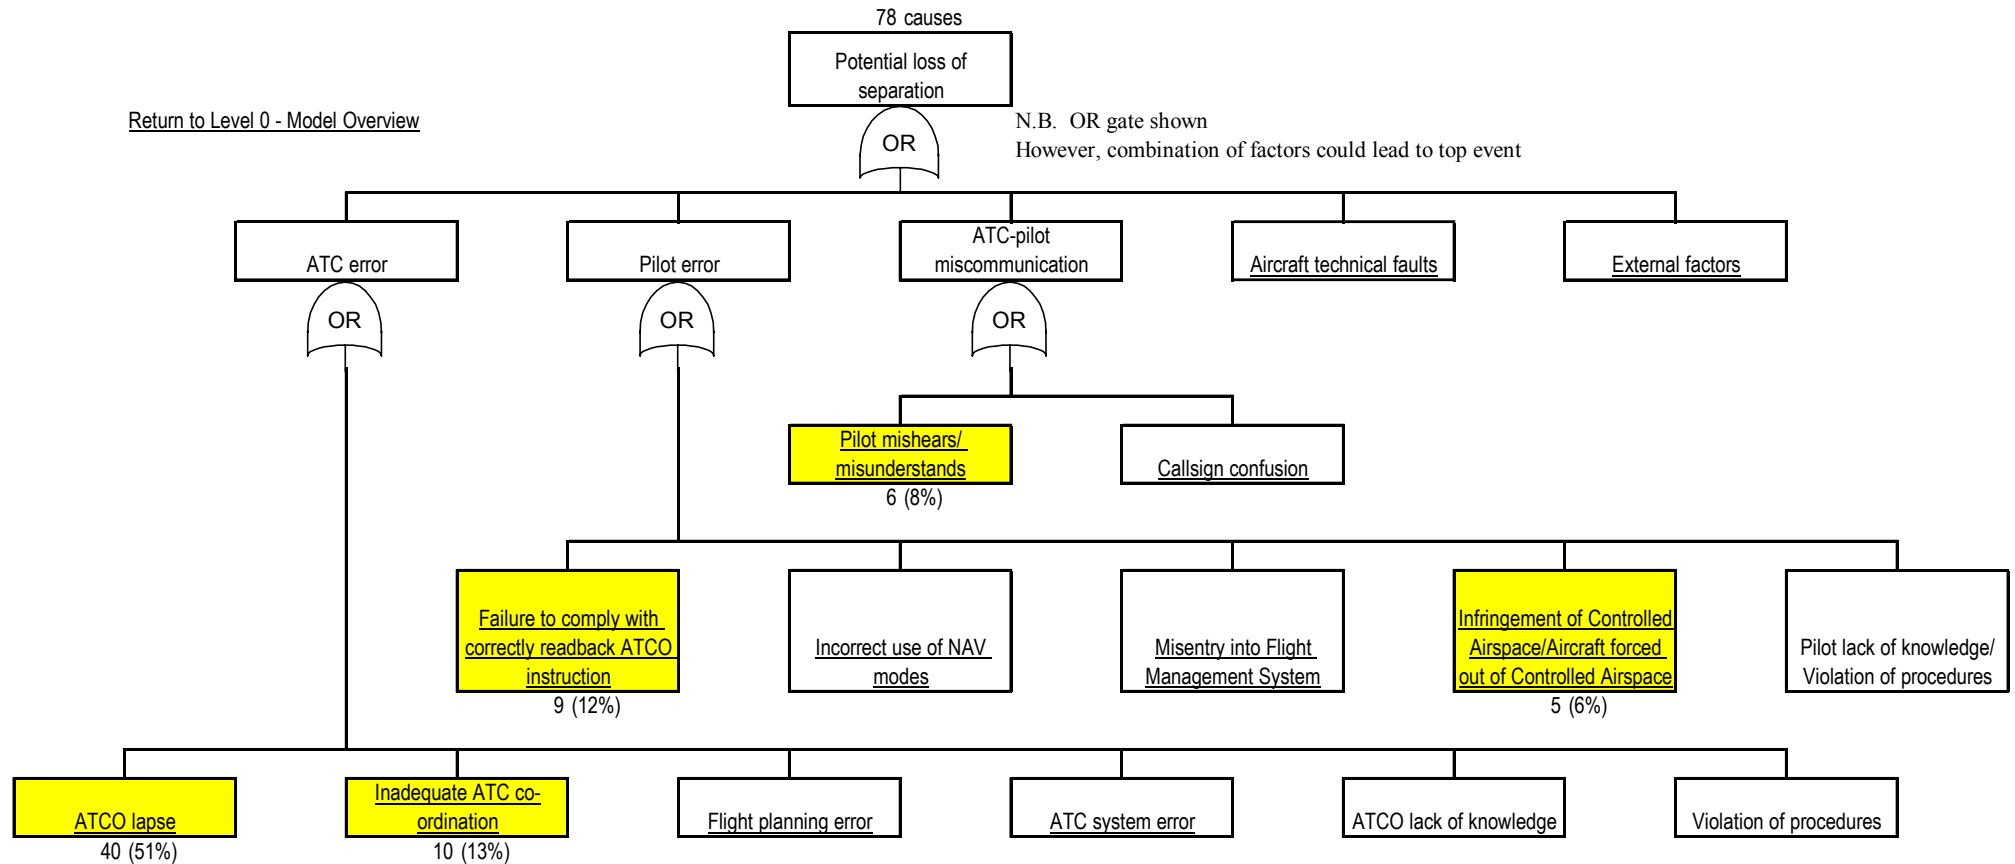 78 causes
Potential loss of
separation
Return to Level 0 - Model Overview
N.B. OR gate shown
However, combination of factors could lead to top event
OR
ATC error
Pilot error
ATC-pilot
miscommunication
Aircraft technical faults
External factors
OR
OR
OR
Pilot mishears/
misunderstands
6 (8%)
Callsign confusion
Failure to comply with
correctly readback ATCO
instruction
9 (12%)
Incorrect use of NAV
modes
Misentry into Flight
Management System
Infringement of Controlled
Airspace/Aircraft forced
out of Controlled Airspace
5 (6%)
Pilot lack of knowledge/
Violation of procedures
ATCO lapse
40 (51%)
Inadequate ATC co-
ordination
10 (13%)
Flight planning error
ATC system error
ATCO lack of knowledge
Violation of procedures